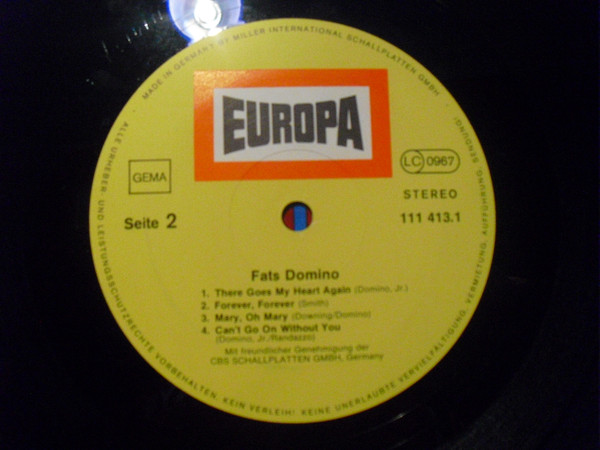 MADE IN GERMANY BY MILLER INTERNATIONAL SCHALLPLATTEN GMBH
EUROPA
LC 0967
GEMA
STEREO
Seite 2
111 413.1
Fats Domino
1. There Goes My Heart Again (Domino, Jr.)
2. Forever, Forever (Smith)
3. Mary, Oh Mary (Downing/Domino)
4. Can't Go On Without You
(Domino, Jr./Randazzo)
Mit freundlicher Genehmigung der
CBS SCHALLPLATTEN GMBH, Germany
ALLE URHEBER- UND LEISTUNGSSCHUTZRECHTE VORBEHALTEN. KEIN VERLEIH! KEINE UNERLAUBTE VERVIELFÄLTIGUNG, VERMIETUNG, AUFFÜHRUNG, SENDUNG!